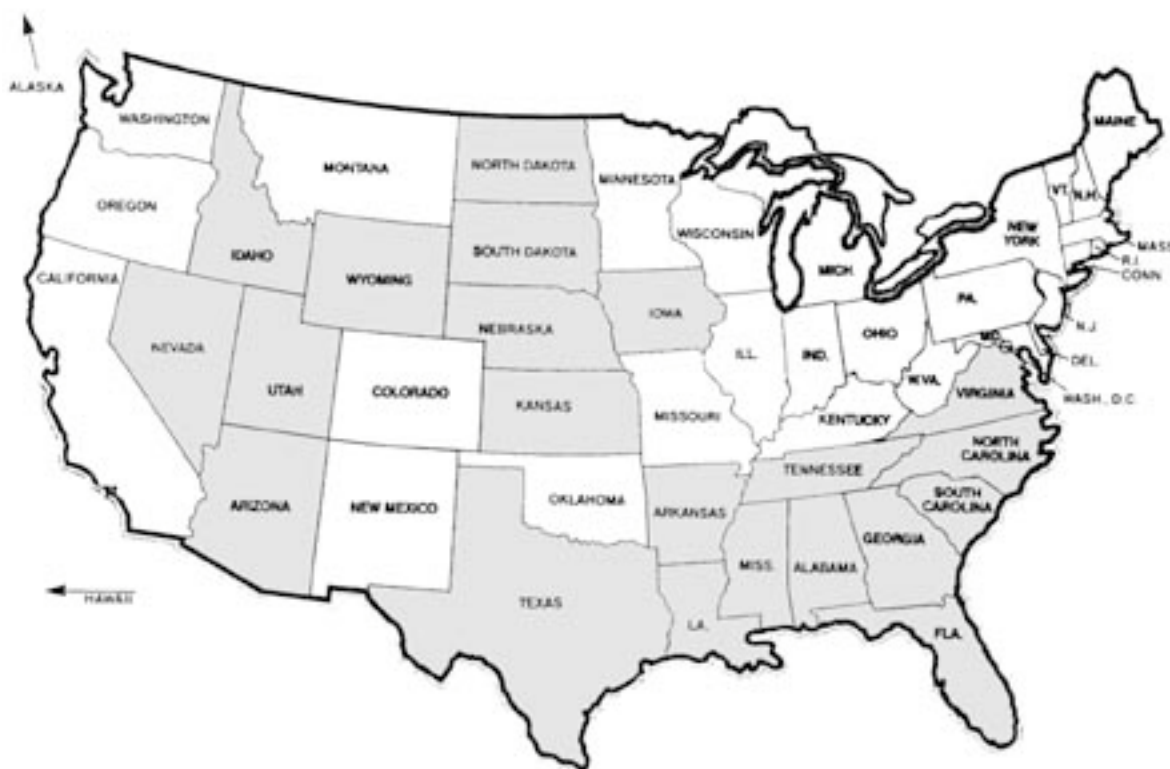 ALASKA
WASHINGTON
MONTANA
NORTH DAKOTA
MINNESOTA
MAINE
OREGON
IDAHO
SOUTH DAKOTA
WISCONSIN
MICH.
VT.
N.H.
NEW
YORK
MASS
R.I.
CONN.
CALIFORNIA
WYOMING
IOWA
NEBRASKA
PA.
N.J.
NEVADA
UTAH
COLORADO
KANSAS
MISSOURI
ILL.
IND.
OHIO
W.VA.
MD.
DEL.
WASH., D.C.
VIRGINIA
KENTUCKY
ARIZONA
NEW MEXICO
OKLAHOMA
ARKANSAS
TENNESSEE
NORTH
CAROLINA
SOUTH
CAROLINA
HAWAII
TEXAS
LA.
MISS.
ALABAMA
GEORGIA
FLA.